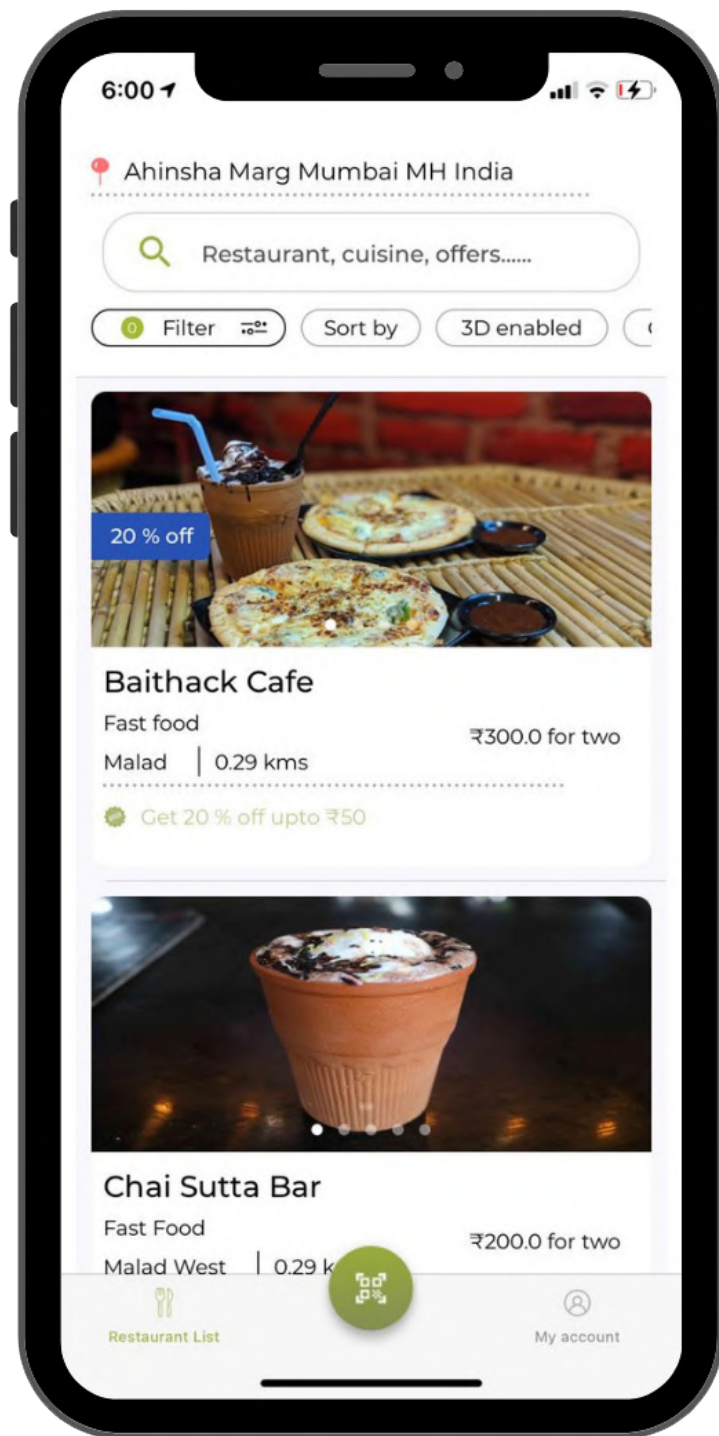 6:00
Ahinsha Marg Mumbai MH India
Restaurant, cuisine, offers......
0 Filter Sort by 3D enabled
20 % off
Baithack Cafe
Fast food
₹300.0 for two
Malad | 0.29 kms
Get 20 % off upto ₹50
Chai Sutta Bar
Fast Food
₹200.0 for two
Malad West | 0.29 k
Restaurant List
My account